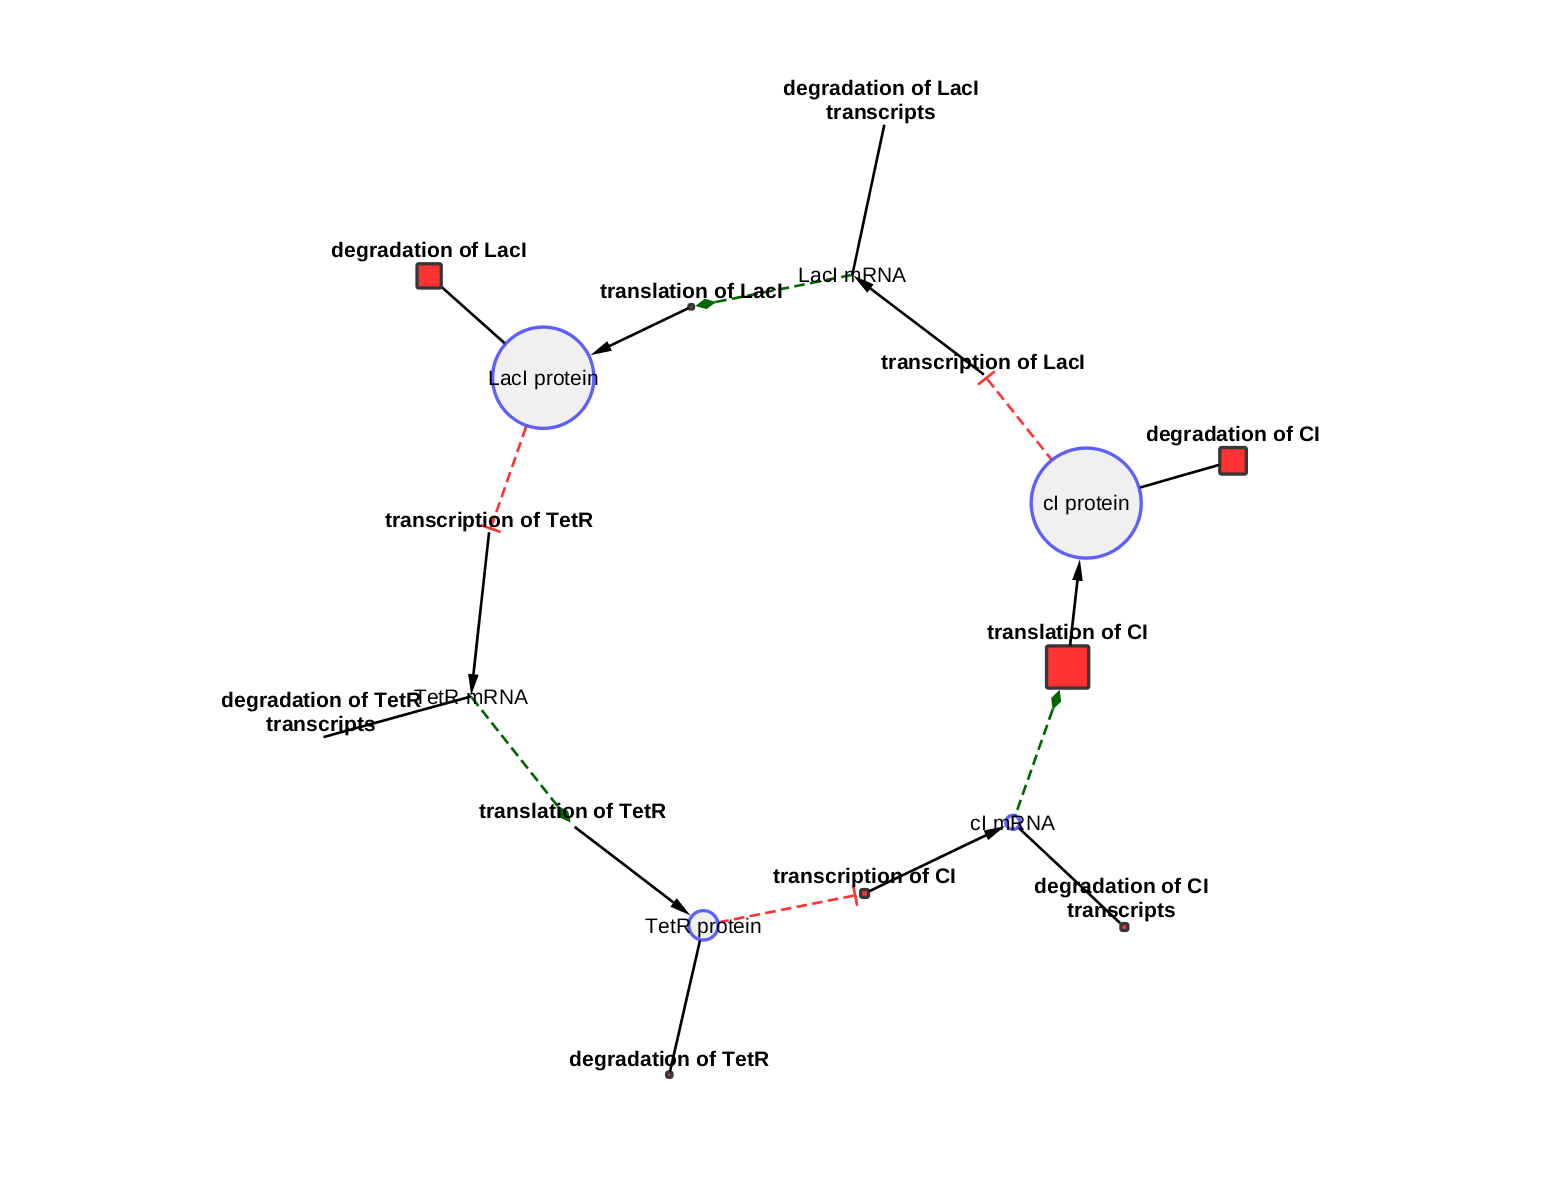 degradation of LacI
transcripts
degradation of LacI
LacI mRNA
translation of LacI
transcription of LacI
LacI protein
degradation of CI
cI protein
transcription of TetR
translation of CI
degradation of TetR
transcripts
TetR mRNA
translation of TetR
cI mRNA
transcription of CI
degradation of CI
transcripts
TetR protein
degradation of TetR